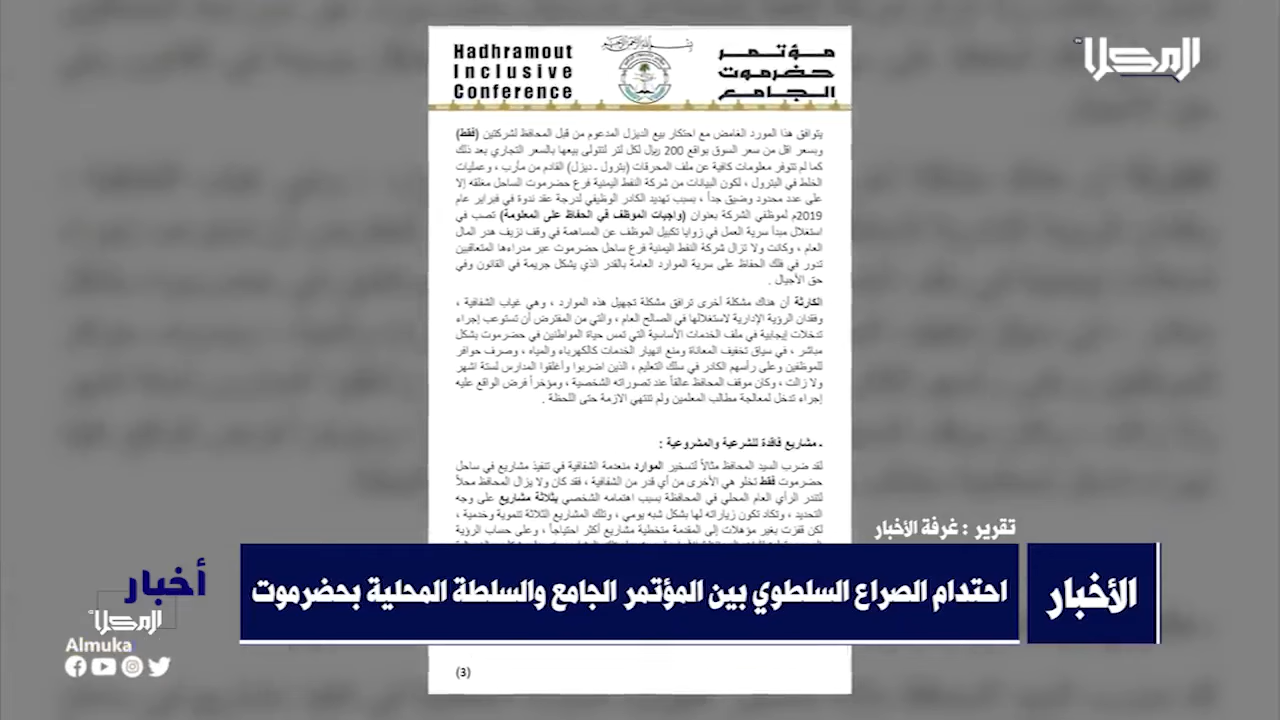 المكلا
Hadhramout
Inclusive
Conference
مؤتمر
حضرموت
الجامع
يتوافق هذا المورد الغامض مع احتكار بيع الديزل المدعوم من قبل المحافظ لشركتين (فقط)
وبسعر اقل من سعر السوق بواقع 200 ريال لكل لتر لتتولى بيعها بالسعر التجاري بعد ذلك
كما لم تتوفر معلومات كافية عن ملف المحرقات (بترول ـ ديزل) القادم من مأرب ، وعمليات
الخلط في البترول ، لكون البيانات من شركة النفط اليمنية فرع حضرموت الساحل مغلقه إلا
على عدد محدود وضيق جداً ، بسبب تهديد الكادر الوظيفي لدرجة عقد ندوة في فبراير عام
2019م لموظفي الشركة بعنوان (واجبات الموظف في الحفاظ على المعلومة) تصب في
استغلال مبدأ سرية العمل في زوايا تكبيل الموظف عن المساهمة في وقف نزيف هدر المال
العام ، وكانت ولا تزال شركة النفط اليمنية فرع ساحل حضرموت عبر مدراءها المتعاقبين
تدور في فلك الحفاظ على سرية الموارد العامة بالقدر الذي يشكل جريمة في القانون وفي
حق الأجيال .
الكارثة أن هناك مشكلة أخرى ترافق مشكلة تجهيل هذه الموارد ، وهي غياب الشفافية ،
وفقدان الرؤية الإدارية لاستغلالها في الصالح العام ، والتي من المفترض أن تستوعب إجراء
تدخلات إيجابية في ملف الخدمات الأساسية التي تمس حياة المواطنين في حضرموت بشكل
مباشر ، في سياق تخفيف المعاناة ومنع انهيار الخدمات كالكهرباء والمياه ، وصرف حوافز
للموظفين وعلى رأسهم الكادر في سلك التعليم ، الذين اضربوا وأغلقوا المدارس لستة اشهر
ولا زالت ، وكان موقف المحافظ عالقاً عند تصوراته الشخصية ، ومؤخراً فرض الواقع عليه
إجراء تدخل لمعالجة مطالب المعلمين ولم تنتهي الازمة حتى اللحظة .
ـ مشاريع فاقدة للشرعية والمشروعية :
لقد ضرب السيد المحافظ مثالاً لتسخير الموارد منعدمة الشفافية في تنفيذ مشاريع في ساحل
حضرموت فقط تخلو هي الأخرى من أي قدر من الشفافية ، فقد كان ولا يزال المحافظ محلاً
لتندر الرأي العام المحلي في المحافظة بسبب اهتمامه الشخصي بثلاثة مشاريع على وجه
التحديد ، وتكاد تكون زياراته لها بشكل شبه يومي ، وتلك المشاريع الثلاثة تنموية وخدمية ،
لكن قفزت بغير مؤهلات إلى المقدمة متخطية مشاريع أكثر احتياجاً ، وعلى حساب الرؤية
تقرير : غرفة الأخبار
الأخبار
احتدام الصراع السلطوي بين المؤتمر الجامع والسلطة المحلية بحضرموت
أخبار
المكلا
Almuka
(3)